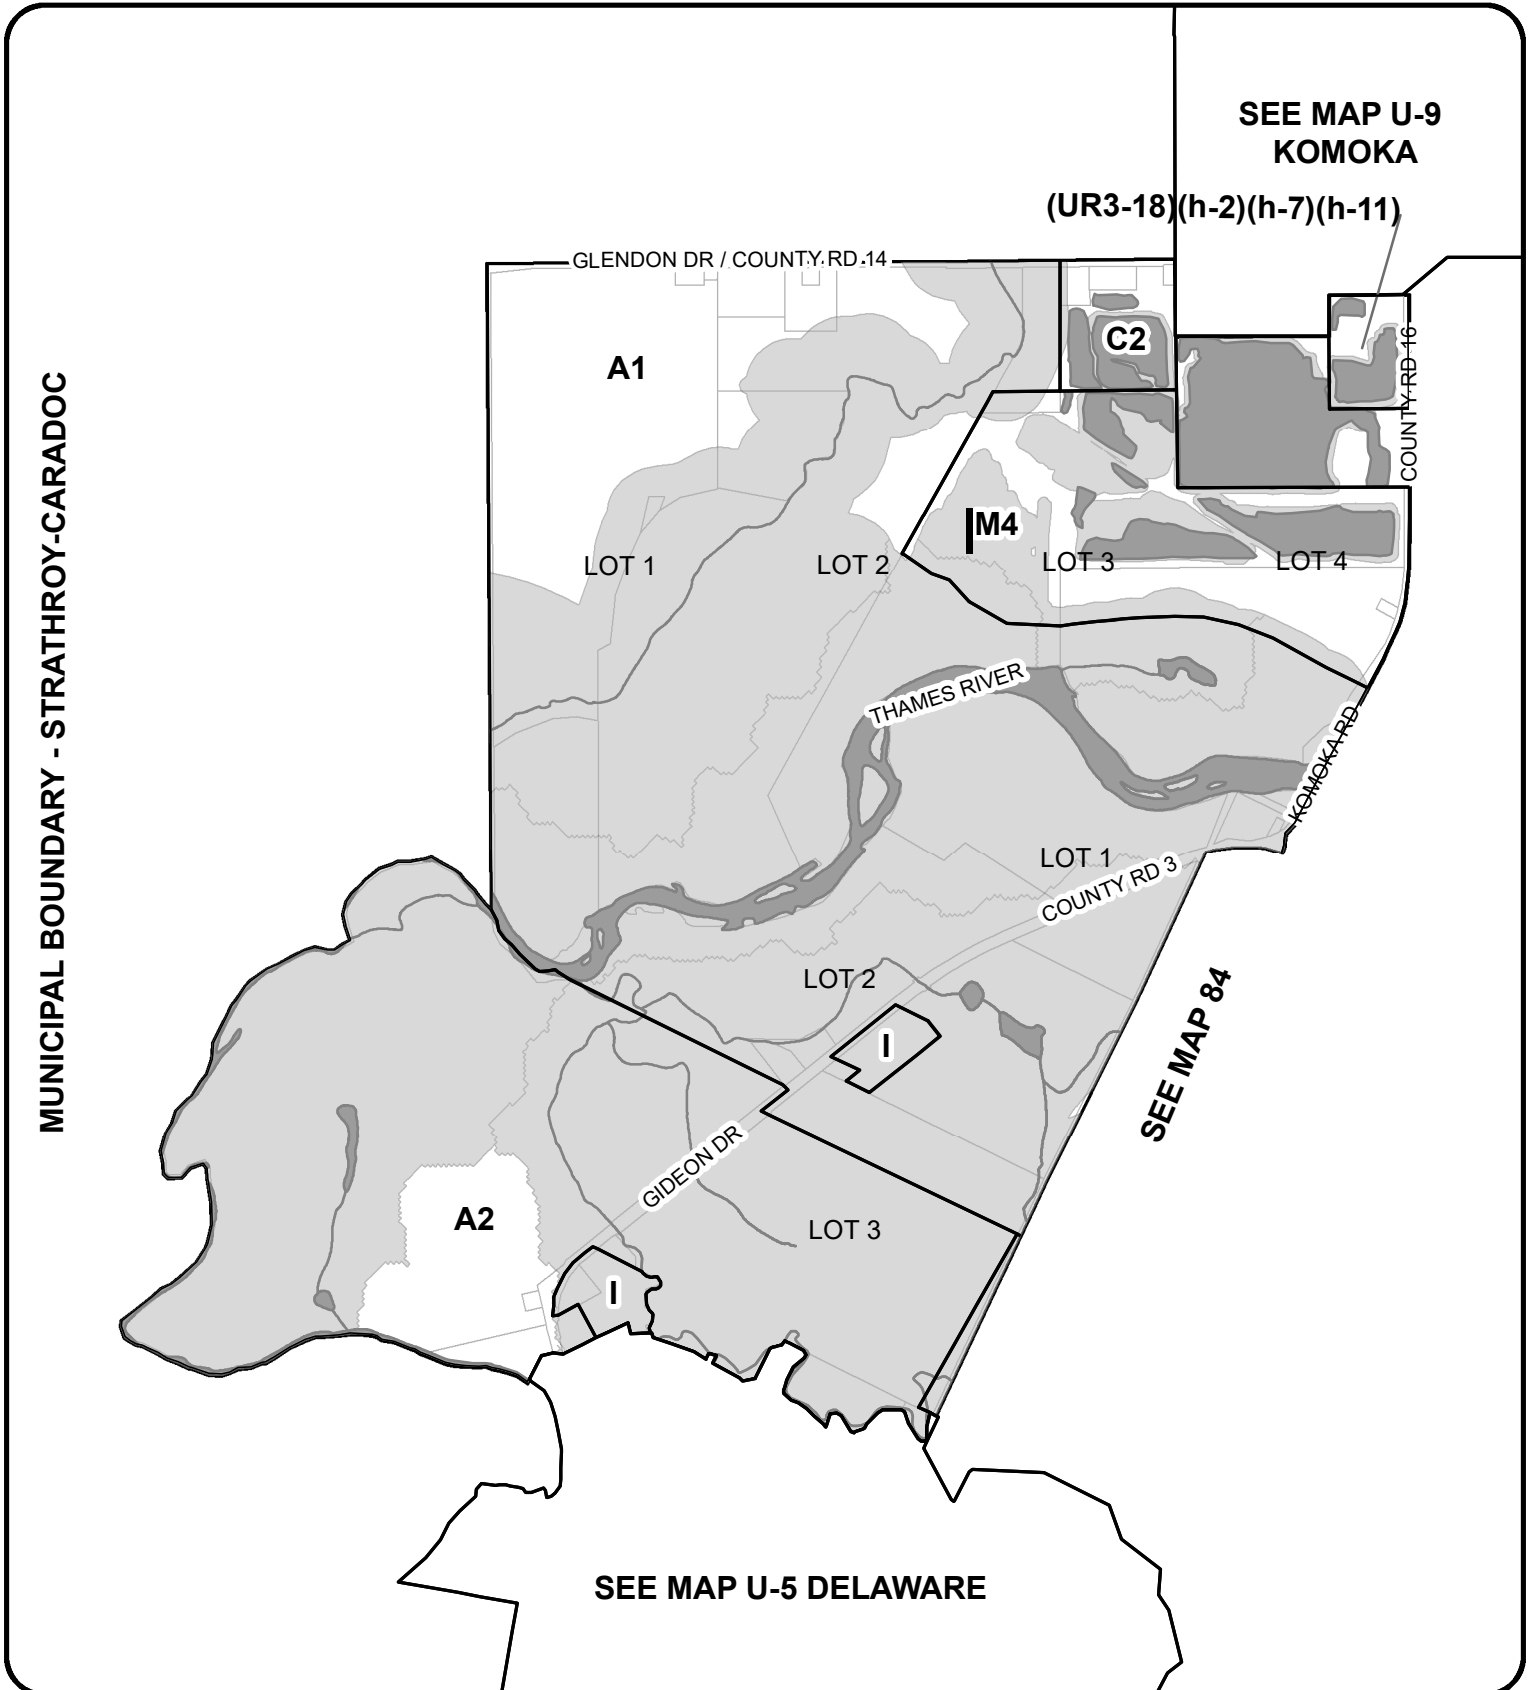 SEE MAP U-9
KOMOKA
(UR3-18)(h-2)(h-7)(h-11)
GLENDON DR / COUNTY RD 14
C2
A1
COUNTY RD 16
MUNICIPAL BOUNDARY - STRATHROY-CARADOC
M4
LOT 1
LOT 2
LOT 3
LOT 4
THAMES RIVER
KOMOKA RD
LOT 1
COUNTY RD 3
LOT 2
I
SEE MAP 84
GIDEON DR
A2
LOT 3
I
SEE MAP U-5 DELAWARE